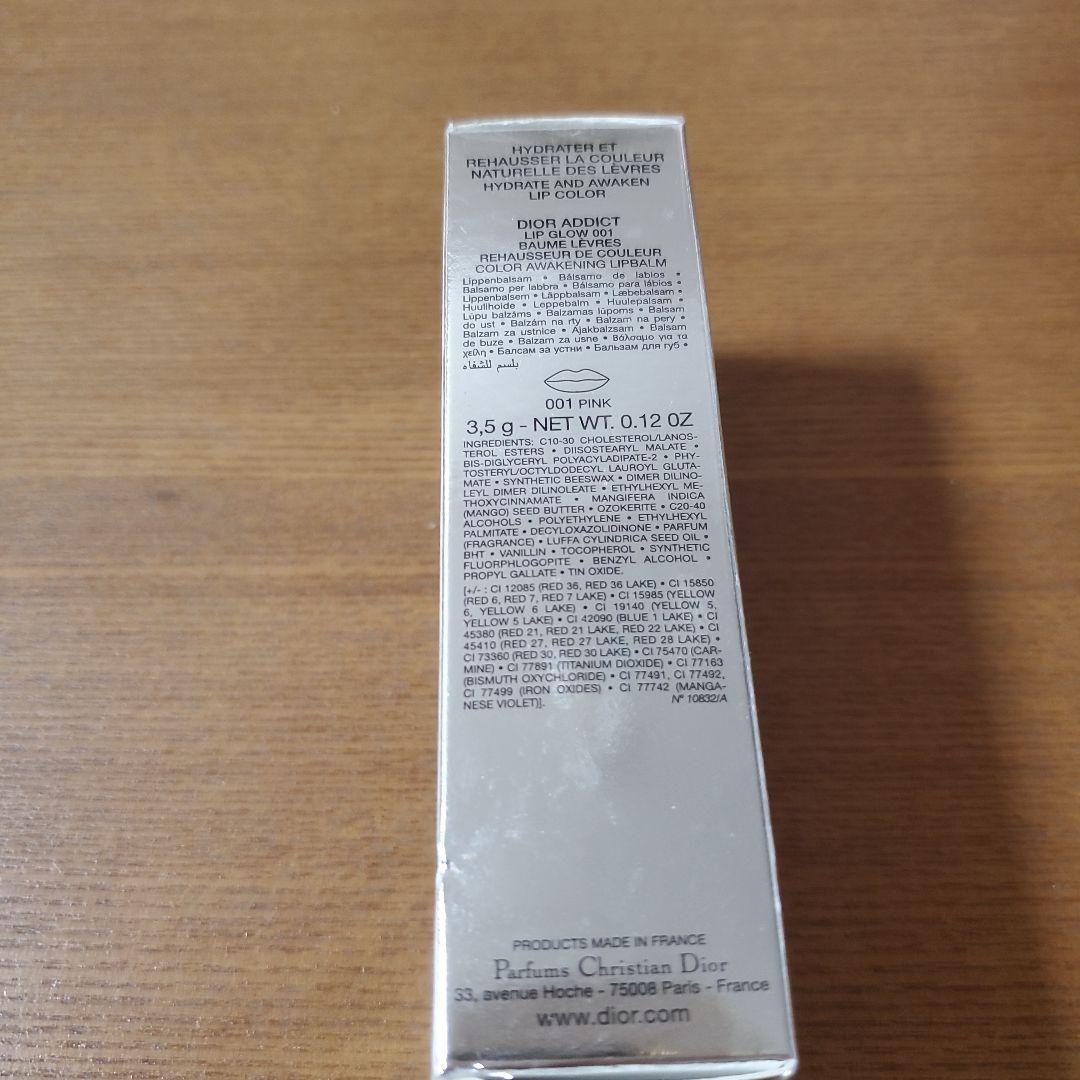 HYDRATER ET
REHAUSSER LA COULEUR
NATURELLE DES LÈVRES
HYDRATE AND AWAKEN
LIP COLOR
DIOR ADDICT
LIP GLOW 001
BAUME LÈVRES
REHAUSSEUR DE COULEUR
COLOR AWAKENING LIPBALM
Lippenbalsam • Bálsamo de labios •
Balsamo per labbra • Bálsamo para lábios •
Lippenbalsem • Läppbalsam • Læbebalsam •
Huulihoide • Leppebalm • Huulepalsam •
Lūpu balzāms • Balzamas lūpoms • Balsam
do ust • Balzám na rty • Balzam na pery •
Balzam za ustnice • Ajakbalzsam • Balsam
de buze • Balzam za usne • Βάλσαμο για τα
χείλη • Балсам за устни • Бальзам для губ •
بلسم للشفاه
001 PINK
3,5 g - NET WT. 0.12 OZ
INGREDIENTS: C10-30 CHOLESTEROL/LANOS-
TEROL ESTERS • DIISOSTEARYL MALATE •
BIS-DIGLYCERYL POLYACYLADIPATE-2 • PHY-
TOSTERYL/OCTYLDODECYL LAUROYL GLUTA-
MATE • SYNTHETIC BEESWAX • DIMER DILINO-
LEYL DIMER DILINOLEATE • ETHYLHEXYL ME-
THOXYCINNAMATE • MANGIFERA INDICA
(MANGO) SEED BUTTER • OZOKERITE • C20-40
ALCOHOLS • POLYETHYLENE • ETHYLHEXYL
PALMITATE • DECYLOXAZOLIDINONE • PARFUM
(FRAGRANCE) • LUFFA CYLINDRICA SEED OIL •
BHT • VANILLIN • TOCOPHEROL • SYNTHETIC
FLUORPHLOGOPITE • BENZYL ALCOHOL •
PROPYL GALLATE • TIN OXIDE.
[+/- : CI 12085 (RED 36, RED 36 LAKE) • CI 15850
(RED 6, RED 7, RED 7 LAKE) • CI 15985 (YELLOW
6, YELLOW 6 LAKE) • CI 19140 (YELLOW 5,
YELLOW 5 LAKE) • CI 42090 (BLUE 1 LAKE) • CI
45380 (RED 21, RED 21 LAKE, RED 22 LAKE) • CI
45410 (RED 27, RED 27 LAKE, RED 28 LAKE) •
CI 73360 (RED 30, RED 30 LAKE) • CI 75470 (CAR-
MINE) • CI 77891 (TITANIUM DIOXIDE) • CI 77163
(BISMUTH OXYCHLORIDE) • CI 77491, CI 77492,
CI 77499 (IRON OXIDES) • CI 77742 (MANGA-
NESE VIOLET)]. N° 10832/A
PRODUCTS MADE IN FRANCE
Parfums Christian Dior
33, avenue Hoche - 75008 Paris - France
www.dior.com